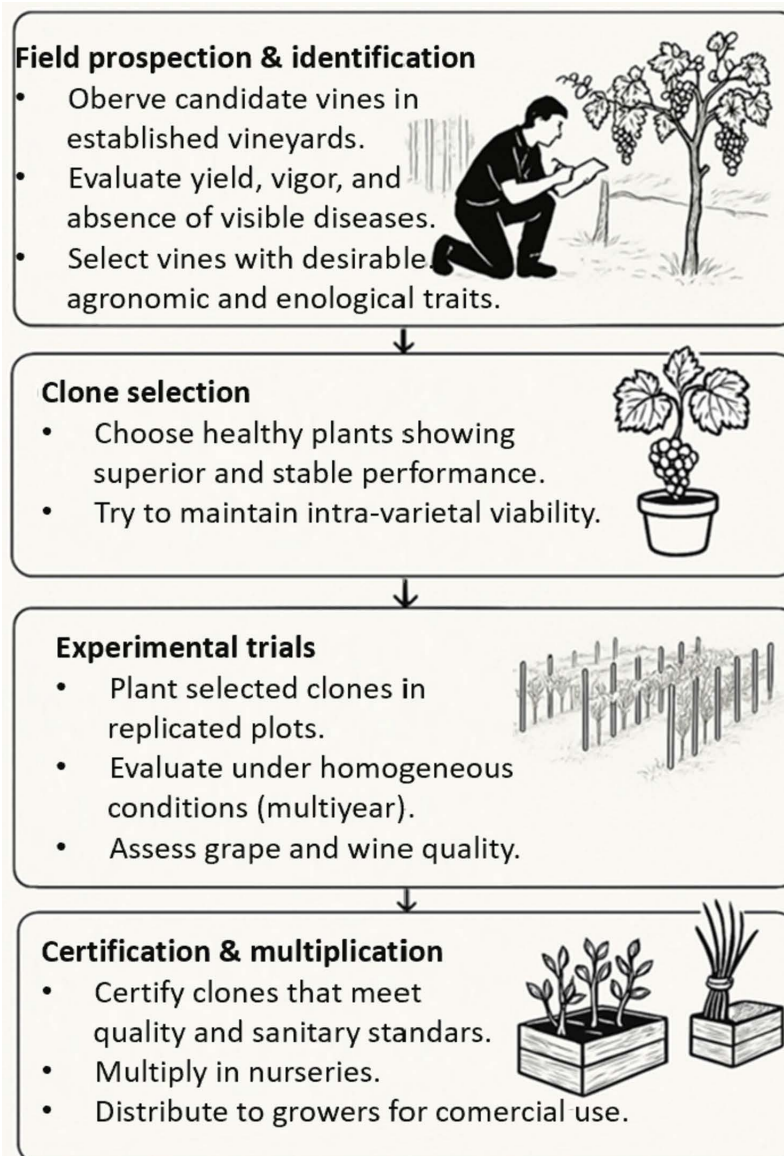 Field prospection & identification
• Oberve candidate vines in
established vineyards.
• Evaluate yield, vigor, and
absence of visible diseases.
• Select vines with desirable
agronomic and enological traits.
Clone selection
• Choose healthy plants showing
superior and stable performance.
• Try to maintain intra-varietal viability.
Experimental trials
• Plant selected clones in
replicated plots.
• Evaluate under homogeneous
conditions (multiyear).
• Assess grape and wine quality.
Certification & multiplication
• Certify clones that meet
quality and sanitary standars.
• Multiply in nurseries.
• Distribute to growers for comercial use.